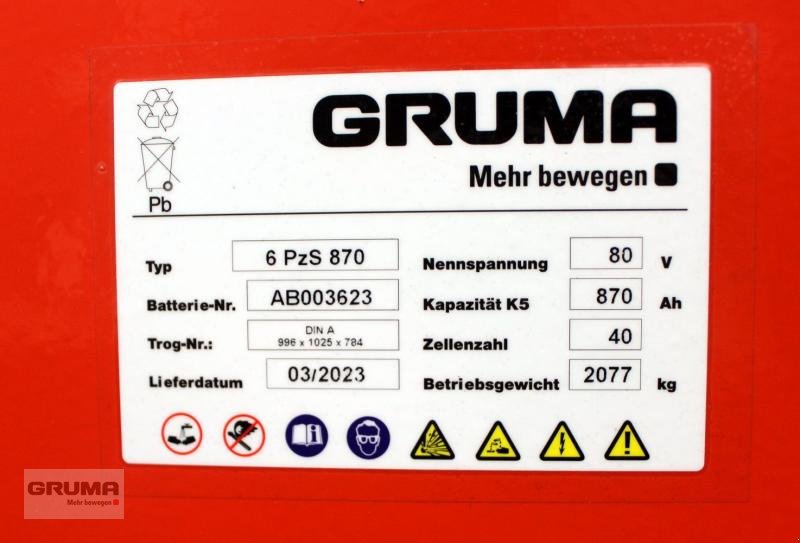 GRUMA
Mehr bewegen
Pb
Typ 6 PzS 870
Batterie-Nr. AB003623
Trog-Nr.: DIN A
996 x 1025 x 784
Lieferdatum 03/2023
Nennspannung 80 V
Kapazität K5 870 Ah
Zellenzahl 40
Betriebsgewicht 2077 kg
GRUMA
Mehr bewegen